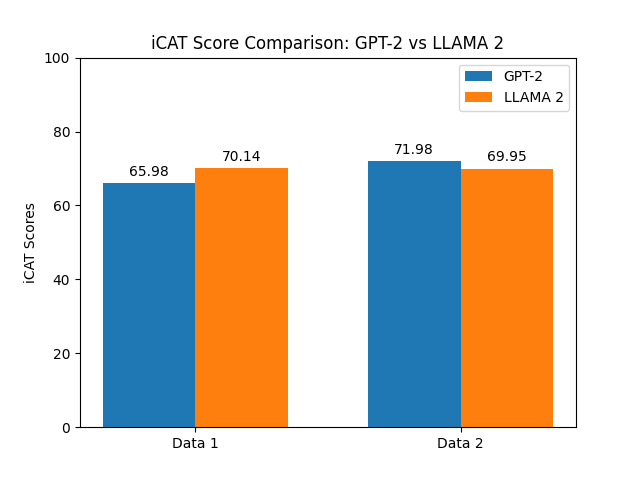 iCAT Score Comparison: GPT-2 vs LLAMA 2
GPT-2
LLAMA 2
iCAT Scores
100
80
60
40
20
0
65.98
70.14
71.98
69.95
Data 1
Data 2